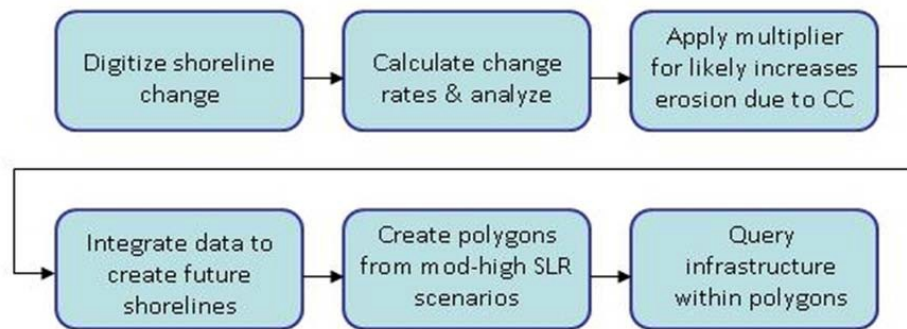 Digitize shoreline
change
Calculate change
rates & analyze
Apply multiplier
for likely increases
erosion due to CC
Integrate data to
create future
shorelines
Create polygons
from mod-high SLR
scenarios
Query
infrastructure
within polygons